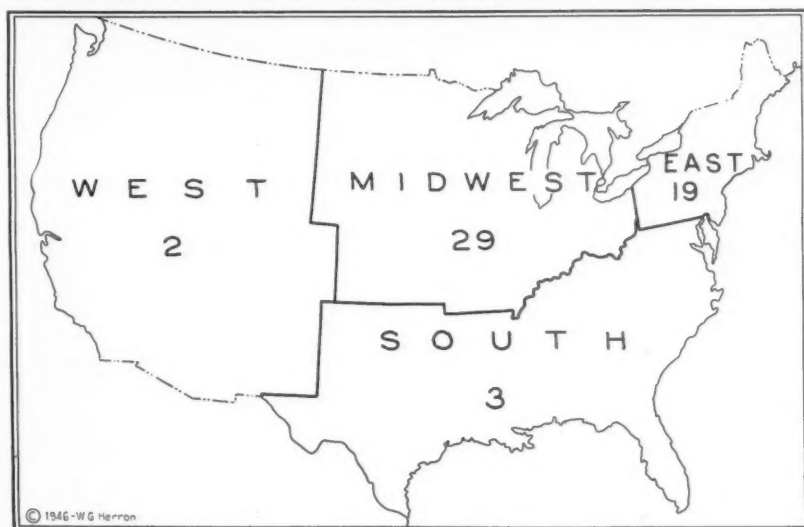 WEST
2
MIDWEST
29
EAST
19
SOUTH
3
© 1946-W G Herron